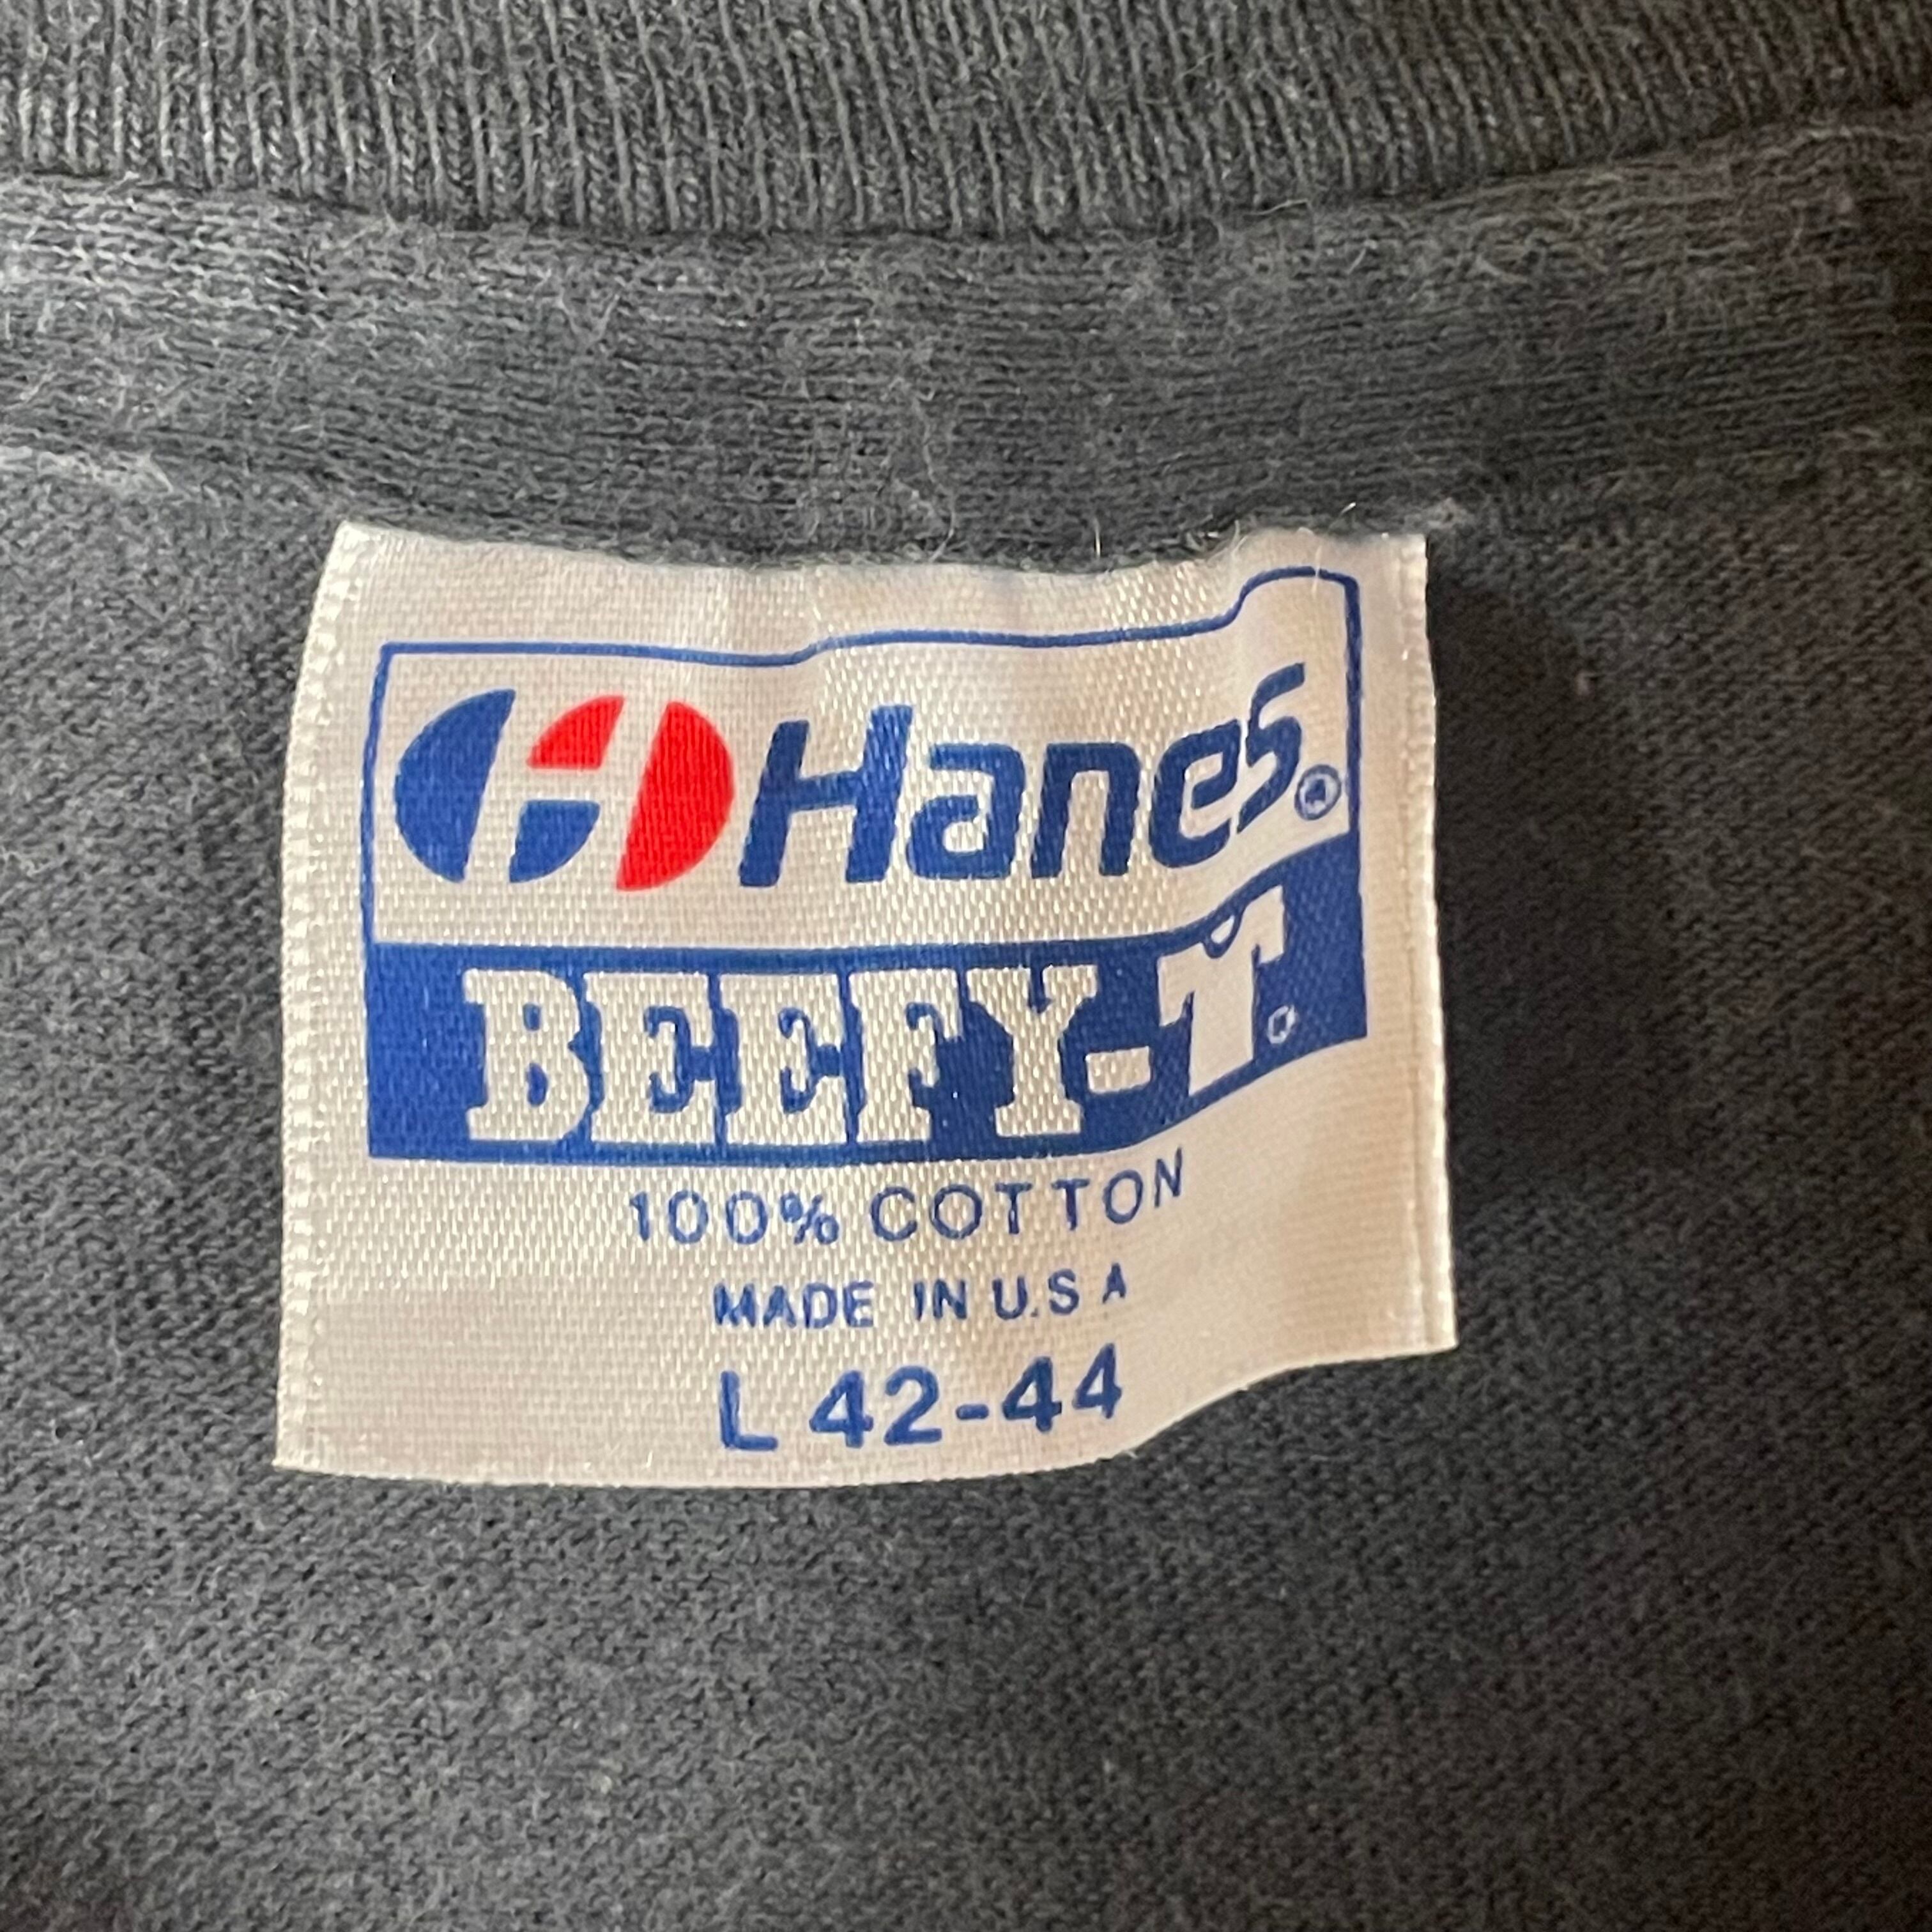 H Hanes®
BEEFY-T®
100% COTTON
MADE IN U.S A
L 42-44